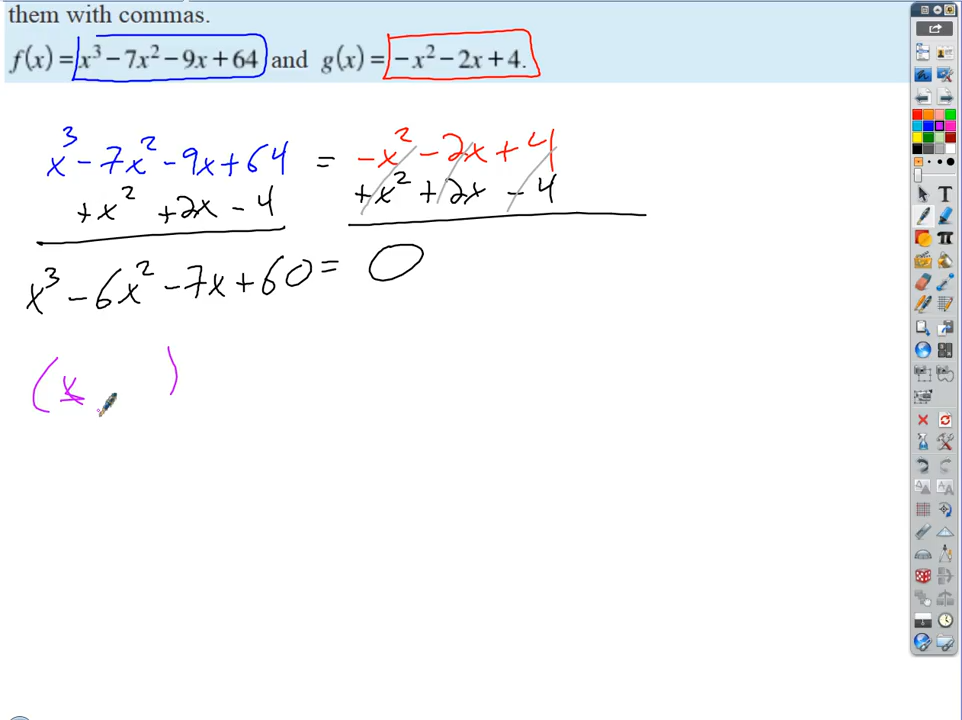 them with commas.
f(x) = x³ − 7x² − 9x + 64 and g(x) = −x² − 2x + 4.
x³ − 7x² − 9x + 64 = −x² − 2x + 4
+x² + 2x − 4 +x² + 2x − 4
x³ − 6x² − 7x + 60 = 0
(x )